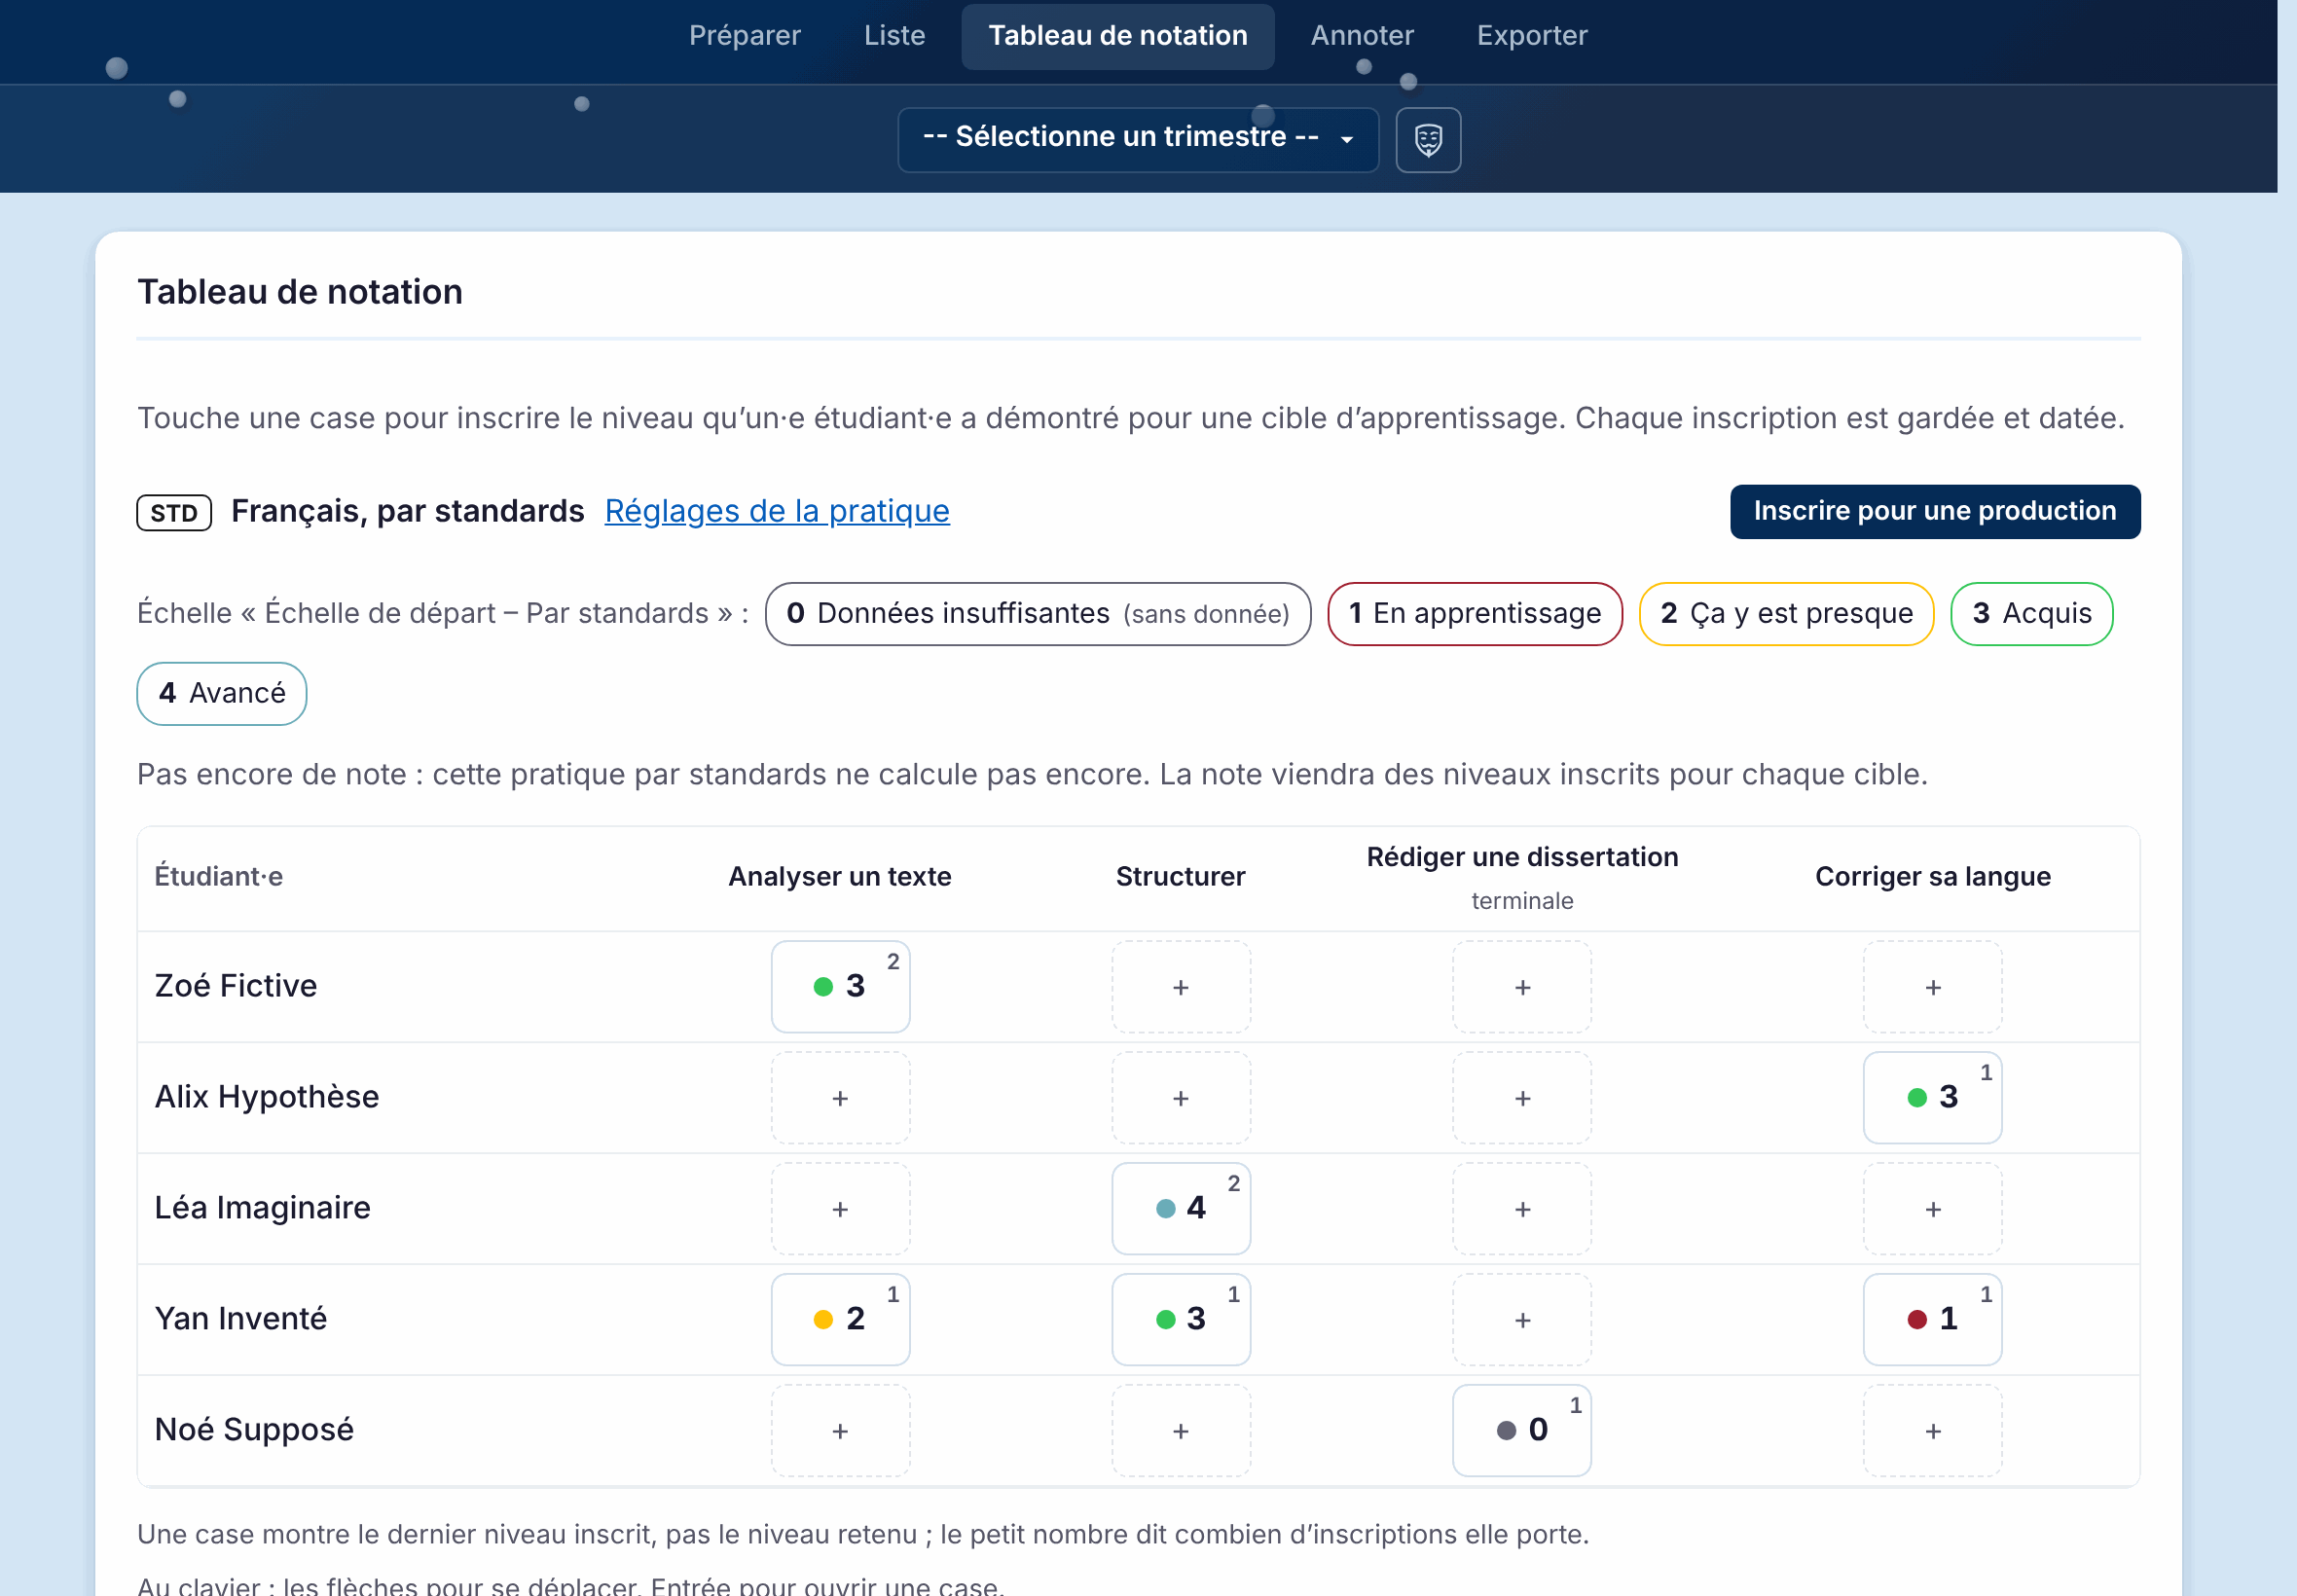 Préparer Liste Tableau de notation Annoter Exporter
-- Sélectionne un trimestre --
Tableau de notation
Touche une case pour inscrire le niveau qu’un·e étudiant·e a démontré pour une cible d’apprentissage. Chaque inscription est gardée et datée.
STD Français, par standards Réglages de la pratique Inscrire pour une production
Échelle « Échelle de départ – Par standards » : 0 Données insuffisantes (sans donnée) 1 En apprentissage 2 Ça y est presque 3 Acquis
4 Avancé
Pas encore de note : cette pratique par standards ne calcule pas encore. La note viendra des niveaux inscrits pour chaque cible.
Étudiant·e Analyser un texte Structurer Rédiger une dissertation Corriger sa langue
terminale
Zoé Fictive 3 2 + + +
Alix Hypothèse + + + 3 1
Léa Imaginaire + 4 2 + +
Yan Inventé 2 1 3 1 + 1 1
Noé Supposé + + 0 1 +
Une case montre le dernier niveau inscrit, pas le niveau retenu ; le petit nombre dit combien d’inscriptions elle porte.
Au clavier : les flèches pour se déplacer, Entrée pour ouvrir une case.